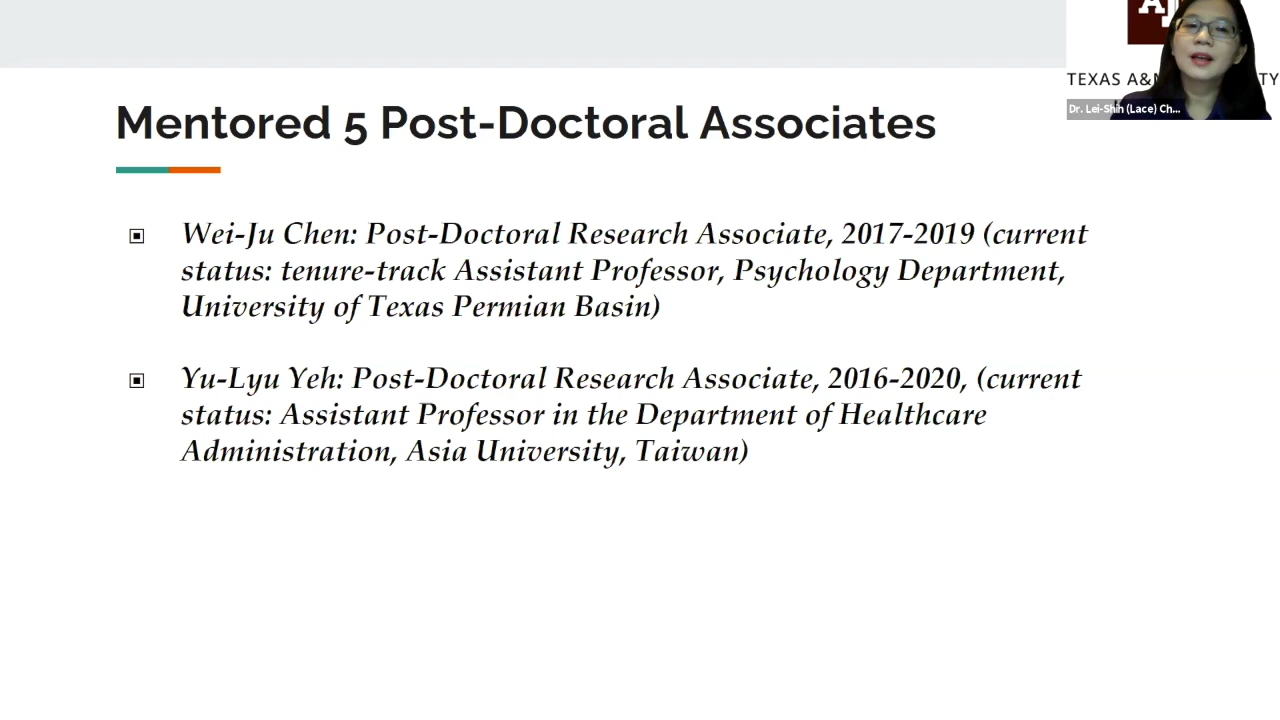 Mentored 5 Post-Doctoral Associates
TEXAS A&M
TY
Dr. Lei-Shih (Lace) Ch...
Wei-Ju Chen: Post-Doctoral Research Associate, 2017-2019 (current
status: tenure-track Assistant Professor, Psychology Department,
University of Texas Permian Basin)
Yu-Lyu Yeh: Post-Doctoral Research Associate, 2016-2020, (current
status: Assistant Professor in the Department of Healthcare
Administration, Asia University, Taiwan)